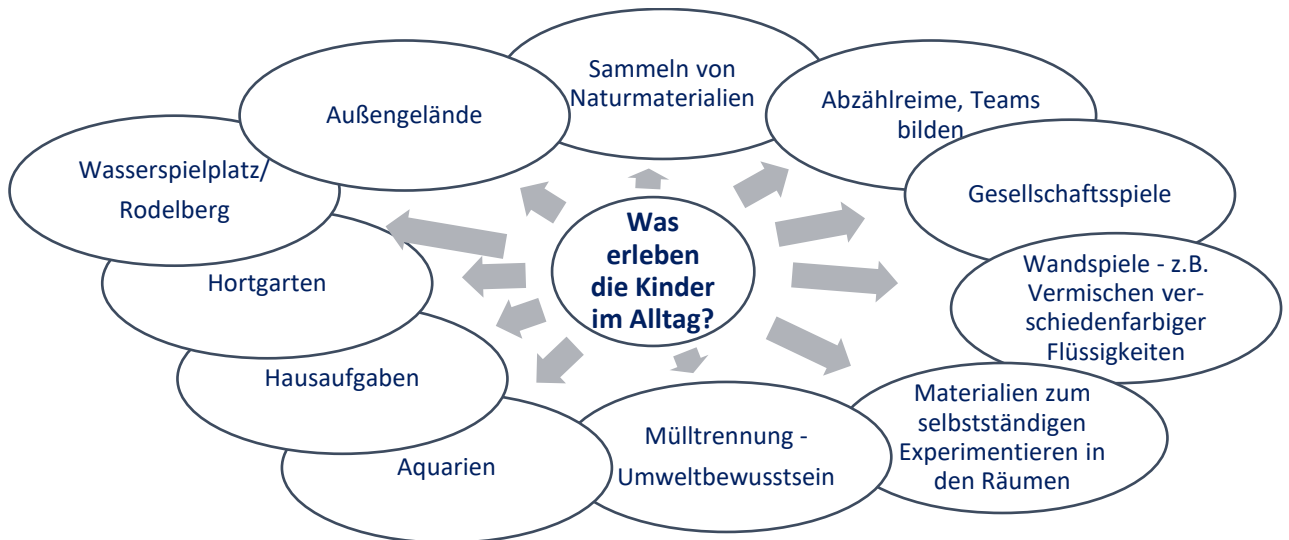 Sammeln von
Naturmaterialien
Abzählreime, Teams
bilden
Außengelände
Wasserspielplatz/
Rodelberg
Gesellschaftsspiele
Was
erleben
die Kinder
im Alltag?
Hortgarten
Wandspiele - z.B.
Vermischen ver-
schiedenfarbiger
Flüssigkeiten
Hausaufgaben
Materialien zum
selbstständigen
Experimentieren in
den Räumen
Mülltrennung -
Umweltbewusstsein
Aquarien